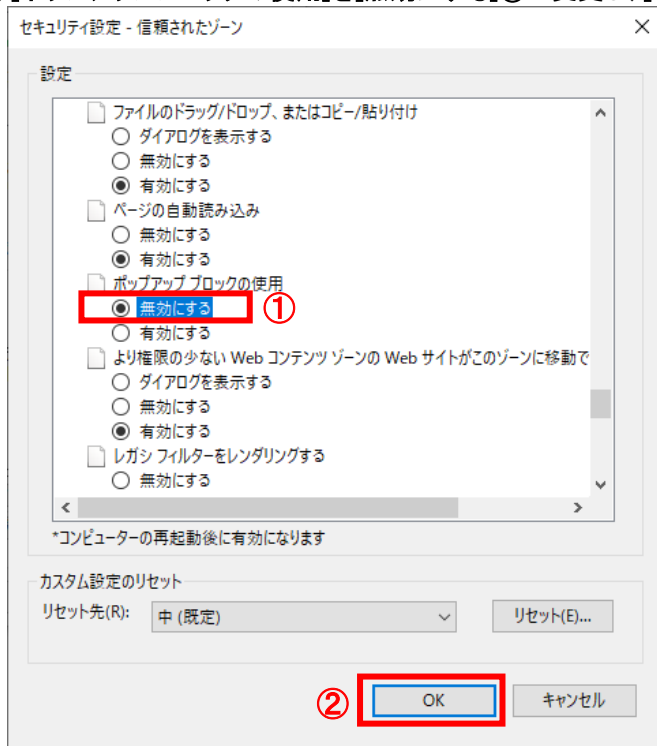 セキュリティ設定 - 信頼されたゾーン
設定
ファイルのドラッグ/ドロップ、またはコピー/貼り付け
ダイアログを表示する
無効にする
有効にする
ページの自動読み込み
無効にする
有効にする
ポップアップ ブロックの使用
無効にする ①
有効にする
より権限の少ない Web コンテンツ ゾーンの Web サイトがこのゾーンに移動で
ダイアログを表示する
無効にする
有効にする
レガシ フィルターをレンダリングする
無効にする
*コンピューターの再起動後に有効になります
カスタム設定のリセット
リセット先(R): 中 (既定) リセット(E)...
② OK キャンセル